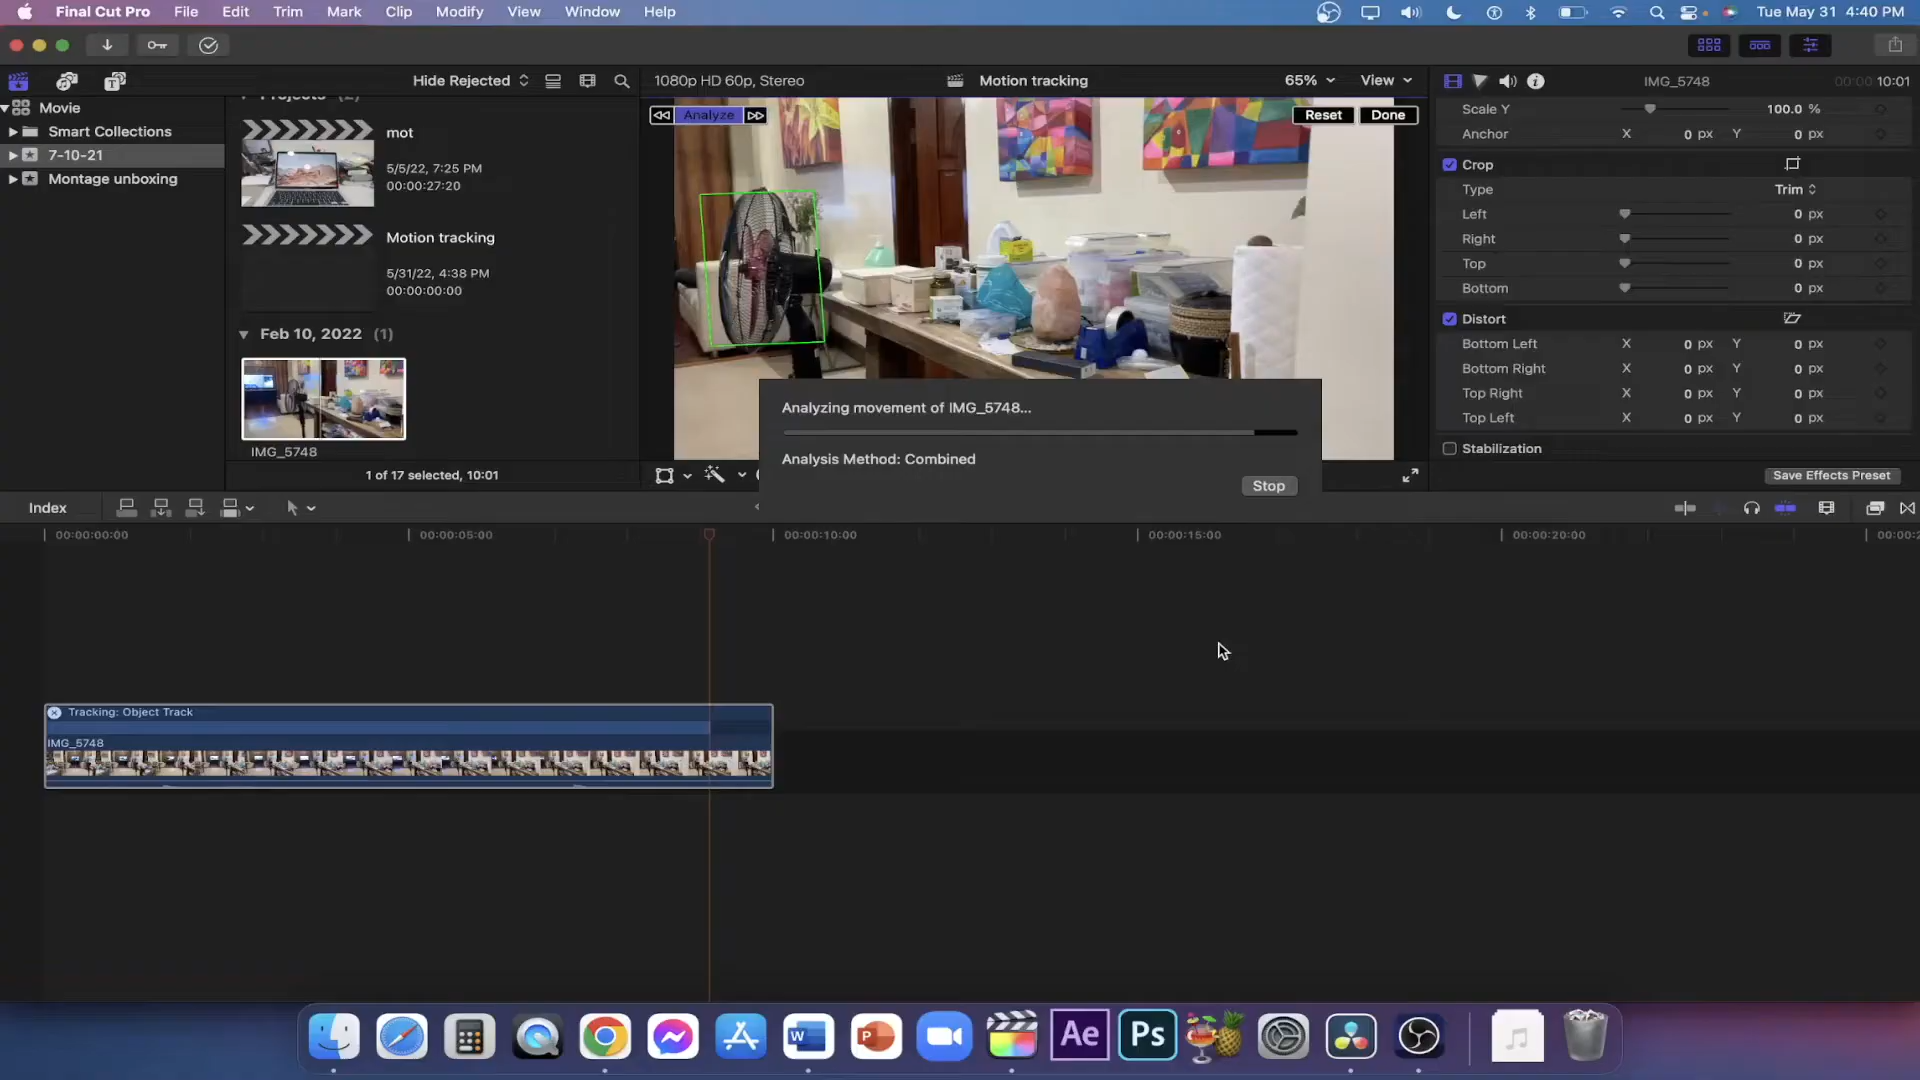 Final Cut Pro File Edit Trim Mark Clip Modify View Window Help Tue May 31 4:40 PM
Hide Rejected 1080p HD 60p, Stereo Motion tracking 65% View IMG_5748 10:01
Movie
Smart Collections
7-10-21
Montage unboxing
mot
5/5/22, 7:25 PM
00:00:27:20
Motion tracking
5/31/22, 4:38 PM
00:00:00:00
Feb 10, 2022 (1)
IMG_5748
1 of 17 selected, 10:01
Analyze Reset Done
Analyzing movement of IMG_5748...
Analysis Method: Combined
Stop
Scale Y 100.0 %
Anchor X 0 px Y 0 px
Crop
Type Trim
Left 0 px
Right 0 px
Top 0 px
Bottom 0 px
Distort
Bottom Left X 0 px Y 0 px
Bottom Right X 0 px Y 0 px
Top Right X 0 px Y 0 px
Top Left X 0 px Y 0 px
Stabilization
Save Effects Preset
Index
00:00:00:00 00:00:05:00 00:00:10:00 00:00:15:00 00:00:20:00
Tracking: Object Track
IMG_5748
W P Ae Ps